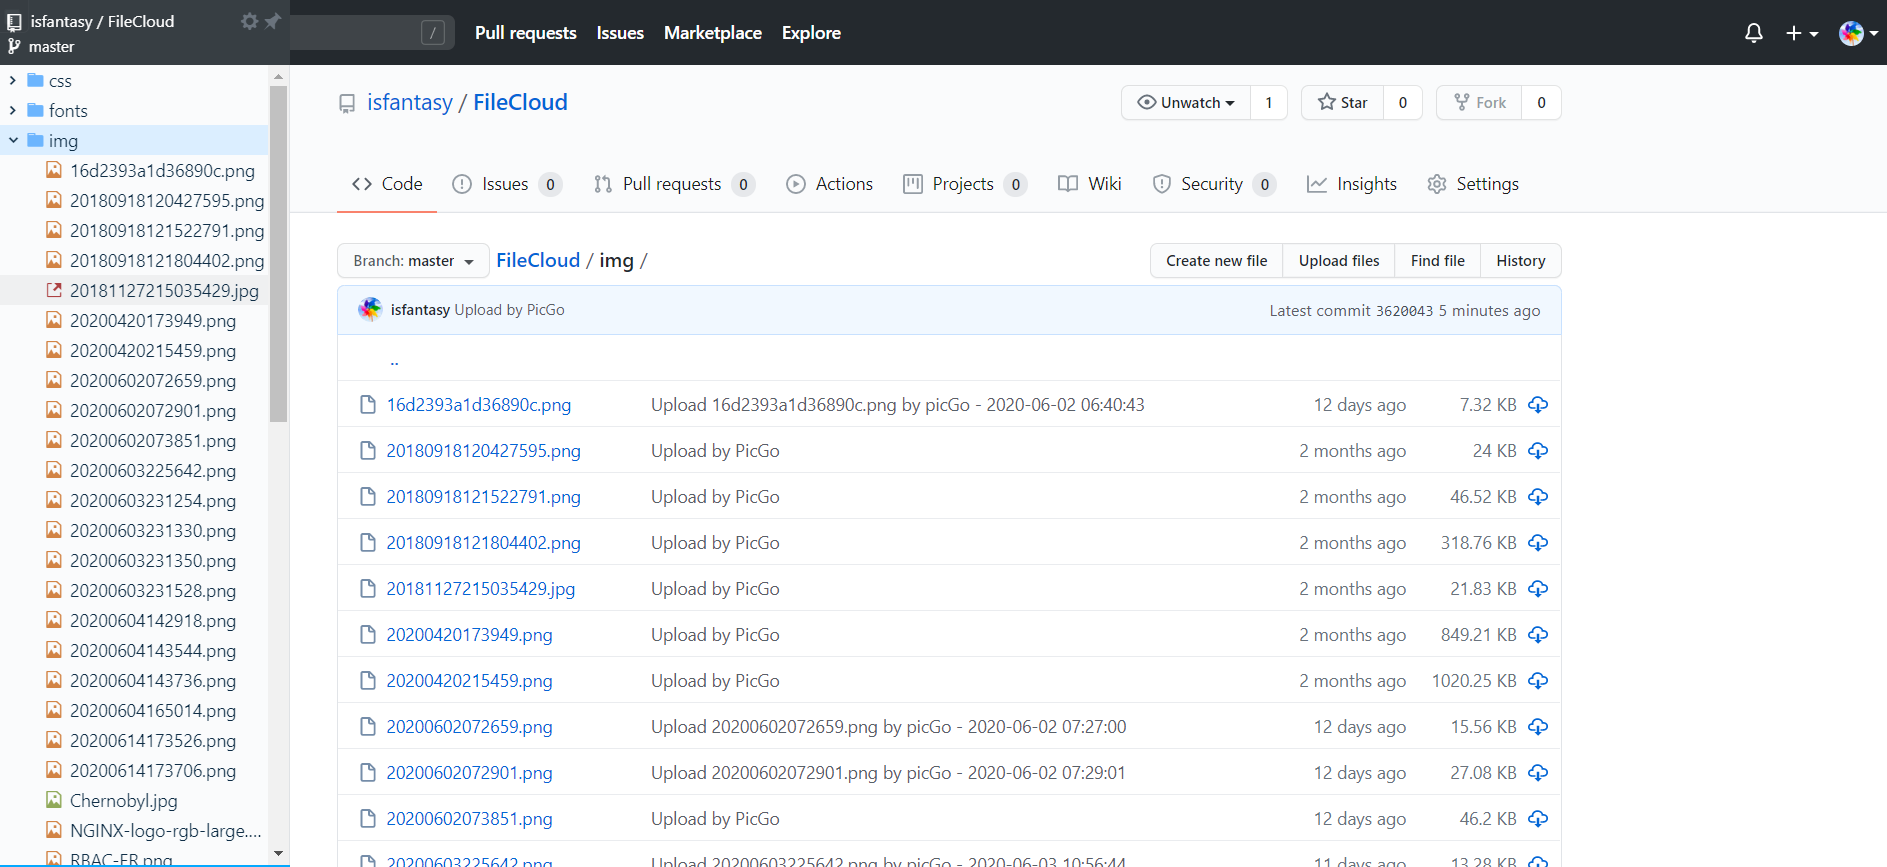 isfantasy / FileCloud
master
css
fonts
img
16d2393a1d36890c.png
20180918120427595.png
20180918121522791.png
20180918121804402.png
20181127215035429.jpg
20200420173949.png
20200420215459.png
20200602072659.png
20200602072901.png
20200602073851.png
20200603225642.png
20200603231254.png
20200603231330.png
20200603231350.png
20200603231528.png
20200604142918.png
20200604143544.png
20200604143736.png
20200604165014.png
20200614173526.png
20200614173706.png
Chernobyl.jpg
NGINX-logo-rgb-large....
RBAC-ER.png
/ Pull requests Issues Marketplace Explore
isfantasy / FileCloud
Unwatch 1 Star 0 Fork 0
Code Issues 0 Pull requests 0 Actions Projects 0 Wiki Security 0 Insights Settings
Branch: master FileCloud / img /
Create new file Upload files Find file History
isfantasy Upload by PicGo Latest commit 3620043 5 minutes ago
..
16d2393a1d36890c.png Upload 16d2393a1d36890c.png by picGo - 2020-06-02 06:40:43 12 days ago 7.32 KB
20180918120427595.png Upload by PicGo 2 months ago 24 KB
20180918121522791.png Upload by PicGo 2 months ago 46.52 KB
20180918121804402.png Upload by PicGo 2 months ago 318.76 KB
20181127215035429.jpg Upload by PicGo 2 months ago 21.83 KB
20200420173949.png Upload by PicGo 2 months ago 849.21 KB
20200420215459.png Upload by PicGo 2 months ago 1020.25 KB
20200602072659.png Upload 20200602072659.png by picGo - 2020-06-02 07:27:00 12 days ago 15.56 KB
20200602072901.png Upload 20200602072901.png by picGo - 2020-06-02 07:29:01 12 days ago 27.08 KB
20200602073851.png Upload by PicGo 12 days ago 46.2 KB
20200603225642.png Upload 20200603225642.png by picGo - 2020-06-03 10:56:44 11 days ago 13.28 KB